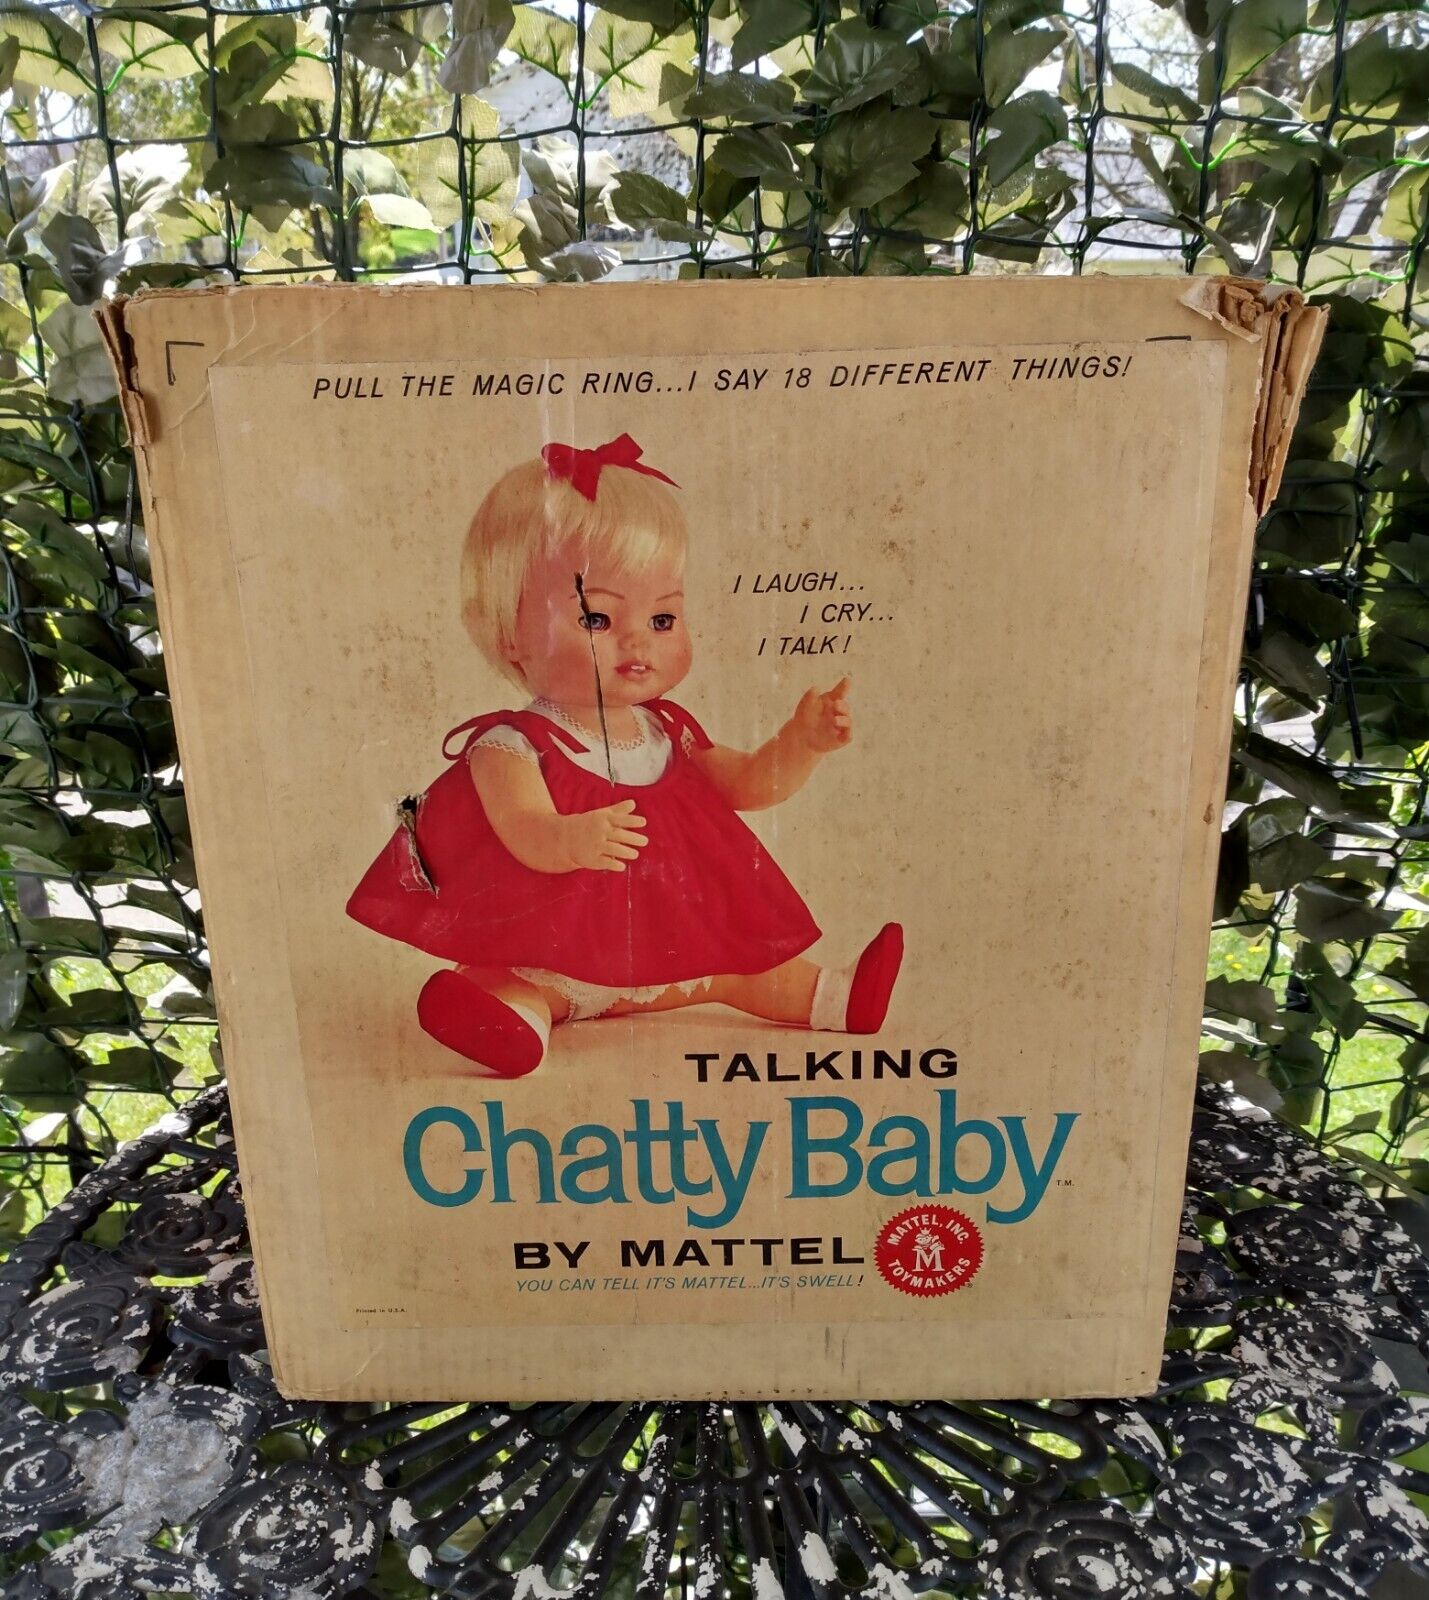 PULL THE MAGIC RING...I SAY 18 DIFFERENT THINGS!
I LAUGH...
I CRY...
I TALK!
TALKING
Chatty Baby
T.M.
BY MATTEL
MATTEL, INC.
M
TOYMAKERS
YOU CAN TELL IT'S MATTEL...IT'S SWELL!
Printed in U.S.A.